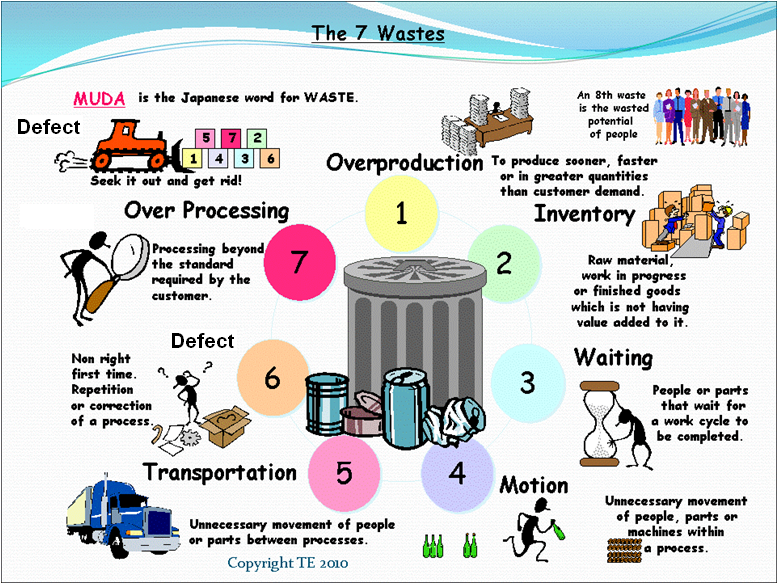 The 7 Wastes
MUDA is the Japanese word for WASTE.
Defect
5 7 2
1 4 3 6
Seek it out and get rid!
An 8th waste
is the wasted
potential
of people
Overproduction
To produce sooner, faster
or in greater quantities
than customer demand.
1
Over Processing
7
Processing beyond
the standard
required by the
customer.
Inventory
2
Raw material,
work in progress
or finished goods
which is not having
value added to it.
Defect
6
Non right
first time.
Repetition
or correction
of a process.
? ?
Waiting
3
People or parts
that wait for
a work cycle to
be completed.
Transportation
5
Unnecessary movement of people
or parts between processes.
4
Motion
Unnecessary movement
of people, parts or
machines within
a process.
Copyright TE 2010